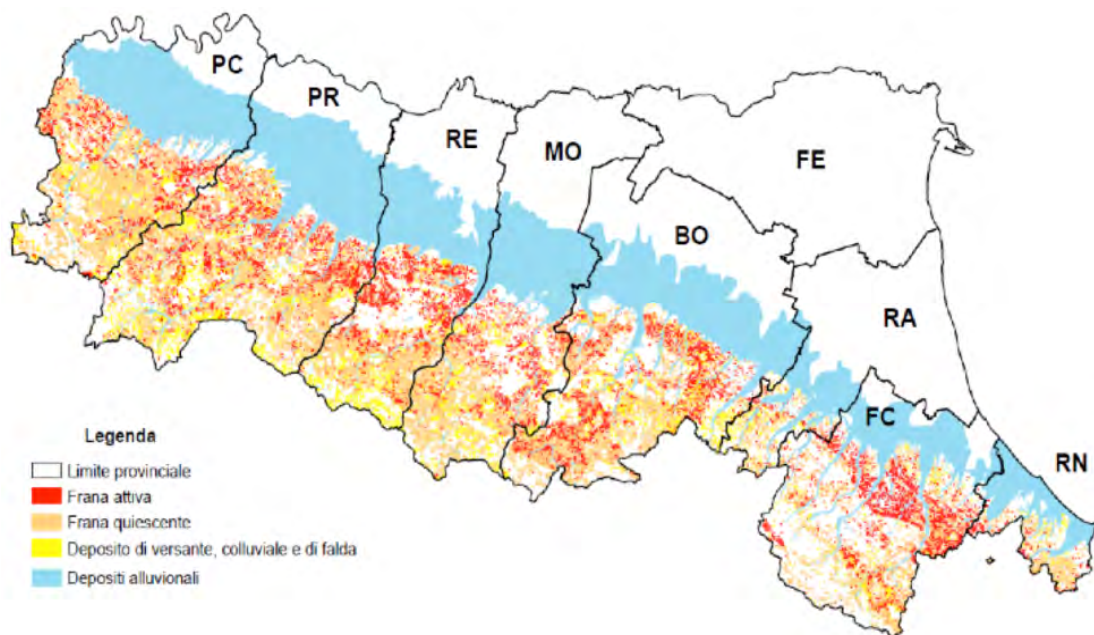 PC
PR
RE
MO
FE
BO
RA
FC
RN
Legenda
Limite provinciale
Frana attiva
Frana quiescente
Deposito di versante, colluviale e di falda
Depositi alluvionali